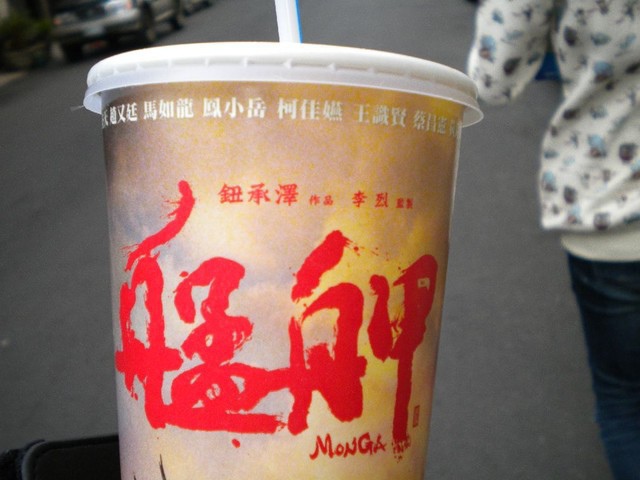 趙又廷 馬如龍 鳳小岳 柯佳嬿 王識賢 蔡昌憲
鈕承澤 作品 李烈 監製
艋舺
MONGA